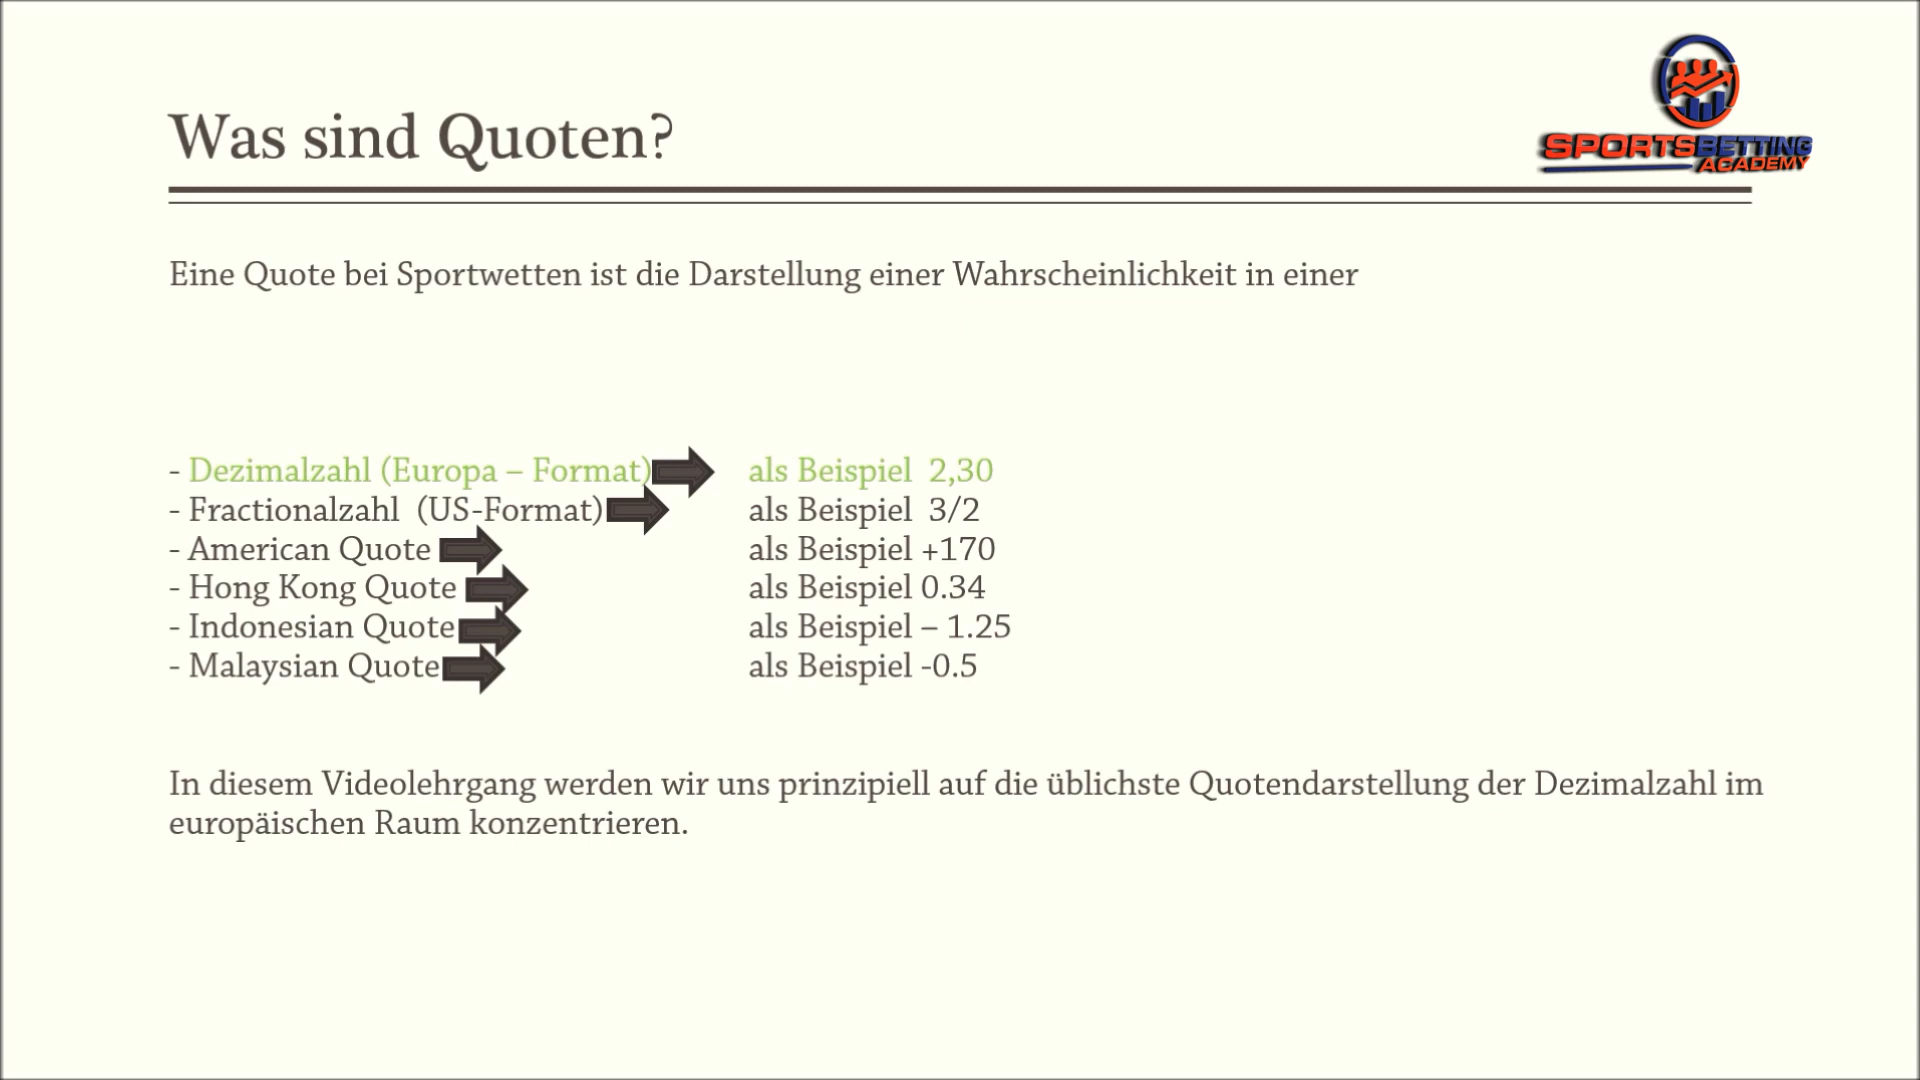 SPORTSBETTING
ACADEMY
Was sind Quoten?
Eine Quote bei Sportwetten ist die Darstellung einer Wahrscheinlichkeit in einer
- Dezimalzahl (Europa – Format) als Beispiel 2,30
- Fractionalzahl (US-Format) als Beispiel 3/2
- American Quote als Beispiel +170
- Hong Kong Quote als Beispiel 0.34
- Indonesian Quote als Beispiel – 1.25
- Malaysian Quote als Beispiel -0.5
In diesem Videolehrgang werden wir uns prinzipiell auf die üblichste Quotendarstellung der Dezimalzahl im
europäischen Raum konzentrieren.